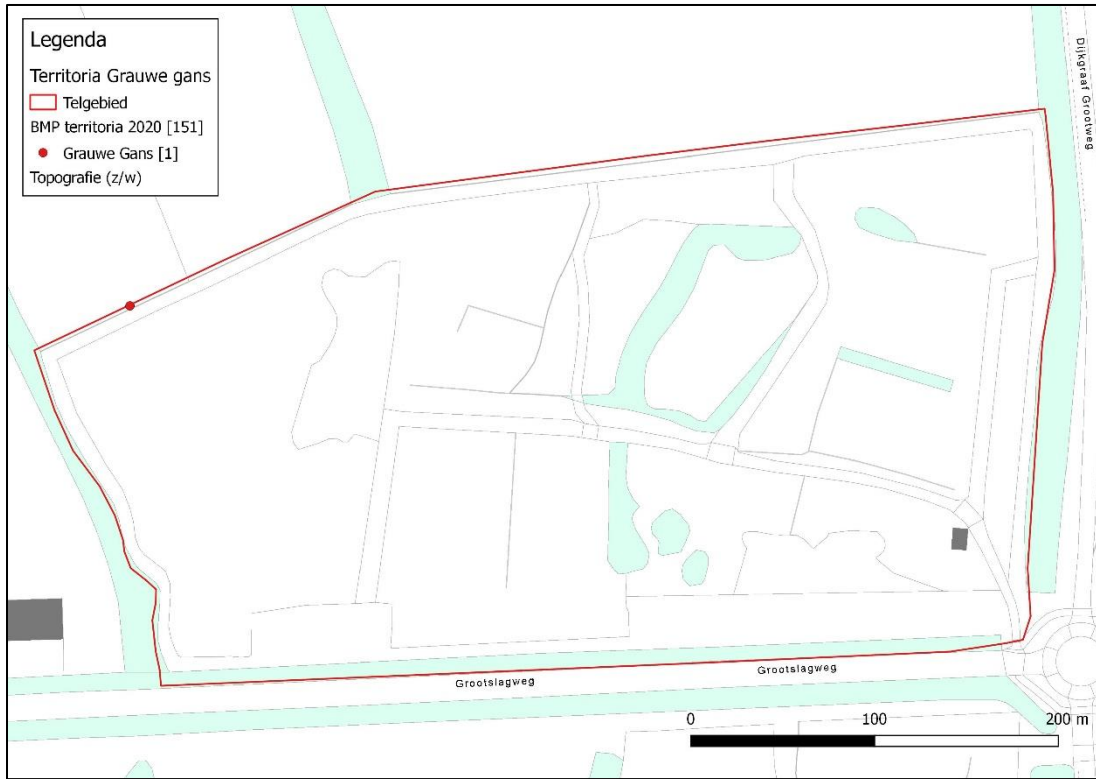 Legenda
Territoria Grauwe gans
Telgebied
BMP territoria 2020 [151]
Grauwe Gans [1]
Topografie (z/w)
Dijkgraaf Grootweg
Grootslagweg
Grootslagweg
0
100
200 m